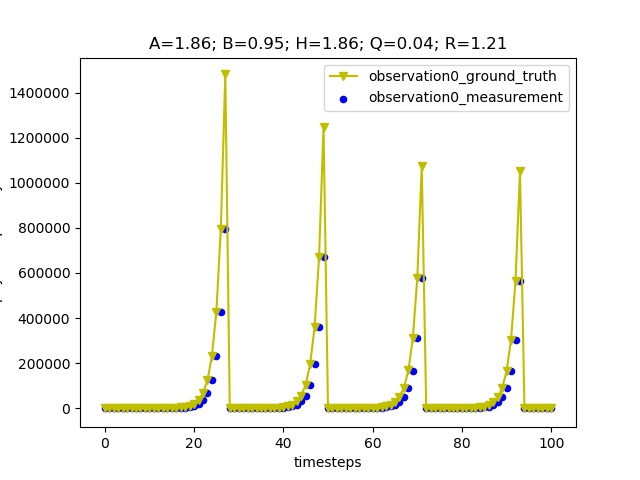 A=1.86; B=0.95; H=1.86; Q=0.04; R=1.21
observation0_ground_truth
observation0_measurement
1400000
1200000
1000000
800000
600000
400000
200000
0
0 20 40 60 80 100
timesteps